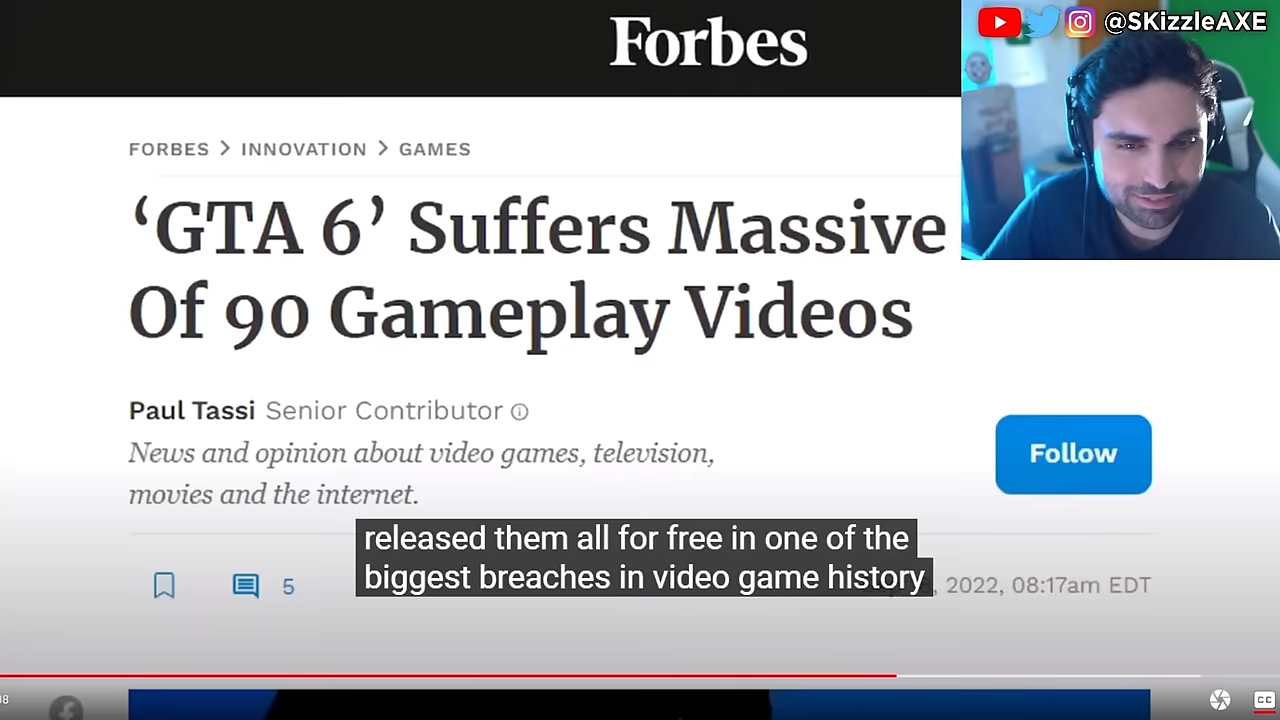 Forbes
@SKizzleAXE
FORBES > INNOVATION > GAMES
‘GTA 6’ Suffers Massive
Of 90 Gameplay Videos
Paul Tassi Senior Contributor
News and opinion about video games, television,
movies and the internet.
Follow
released them all for free in one of the
biggest breaches in video game history
5
, 2022, 08:17am EDT
CC